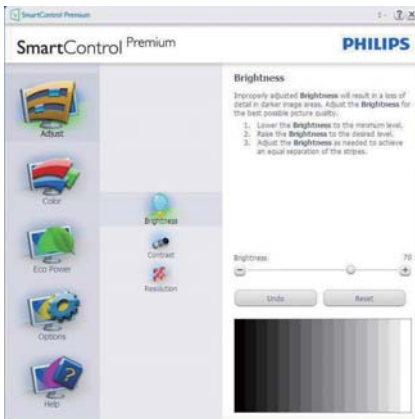 SmartControl Premium
SmartControl Premium
PHILIPS
Adjust
Color
Eco Power
Options
Help
Brightness
Contrast
Resolution
Brightness
Improperly adjusted Brightness will result in a loss of
detail in darker image areas. Adjust the Brightness for
the best possible picture quality.
1. Lower the Brightness to the minimum level.
2. Raise the Brightness to the desired level.
3. Adjust the Brightness as needed to achieve
an equal separation of the stripes.
Brightness: 70
Undo
Reset